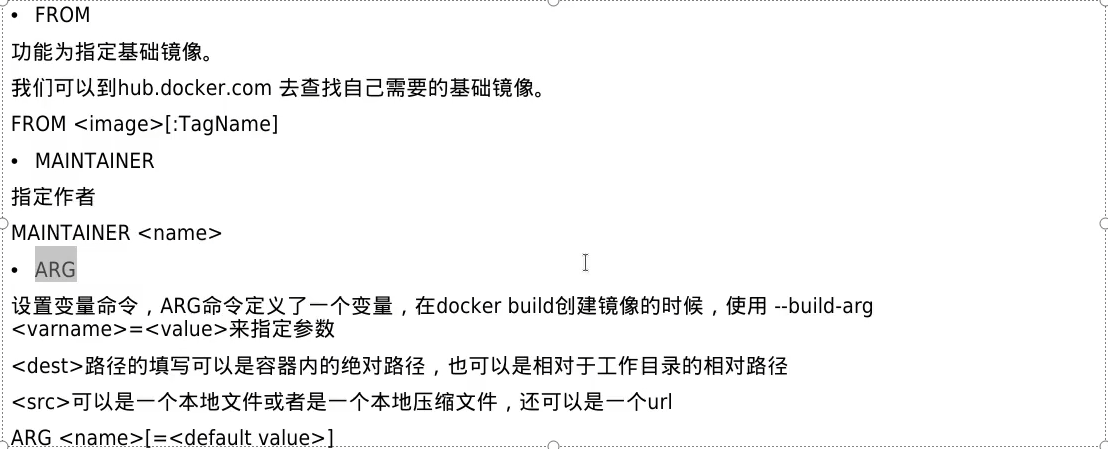 • FROM
功能为指定基础镜像。
我们可以到hub.docker.com 去查找自己需要的基础镜像。
FROM <image>[:TagName]
• MAINTAINER
指定作者
MAINTAINER <name>
• ARG
设置变量命令，ARG命令定义了一个变量，在docker build创建镜像的时候，使用 --build-arg
<varname>=<value>来指定参数
<dest>路径的填写可以是容器内的绝对路径，也可以是相对于工作目录的相对路径
<src>可以是一个本地文件或者是一个本地压缩文件，还可以是一个url
ARG <name>[=<default value>]